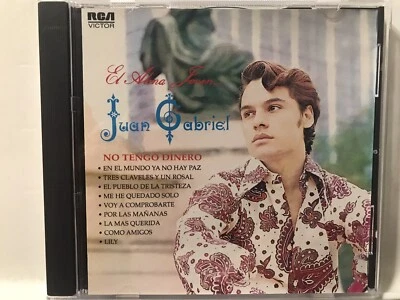 RCA
VICTOR
El Alma Joven
Juan Gabriel
NO TENGO DINERO
• EN EL MUNDO YA NO HAY PAZ
• TRES CLAVELES Y UN ROSAL
• EL PUEBLO DE LA TRISTEZA
• ME HE QUEDADO SOLO
• VOY A COMPROBARTE
• POR LAS MAÑANAS
• LA MAS QUERIDA
• COMO AMIGOS
• LILY